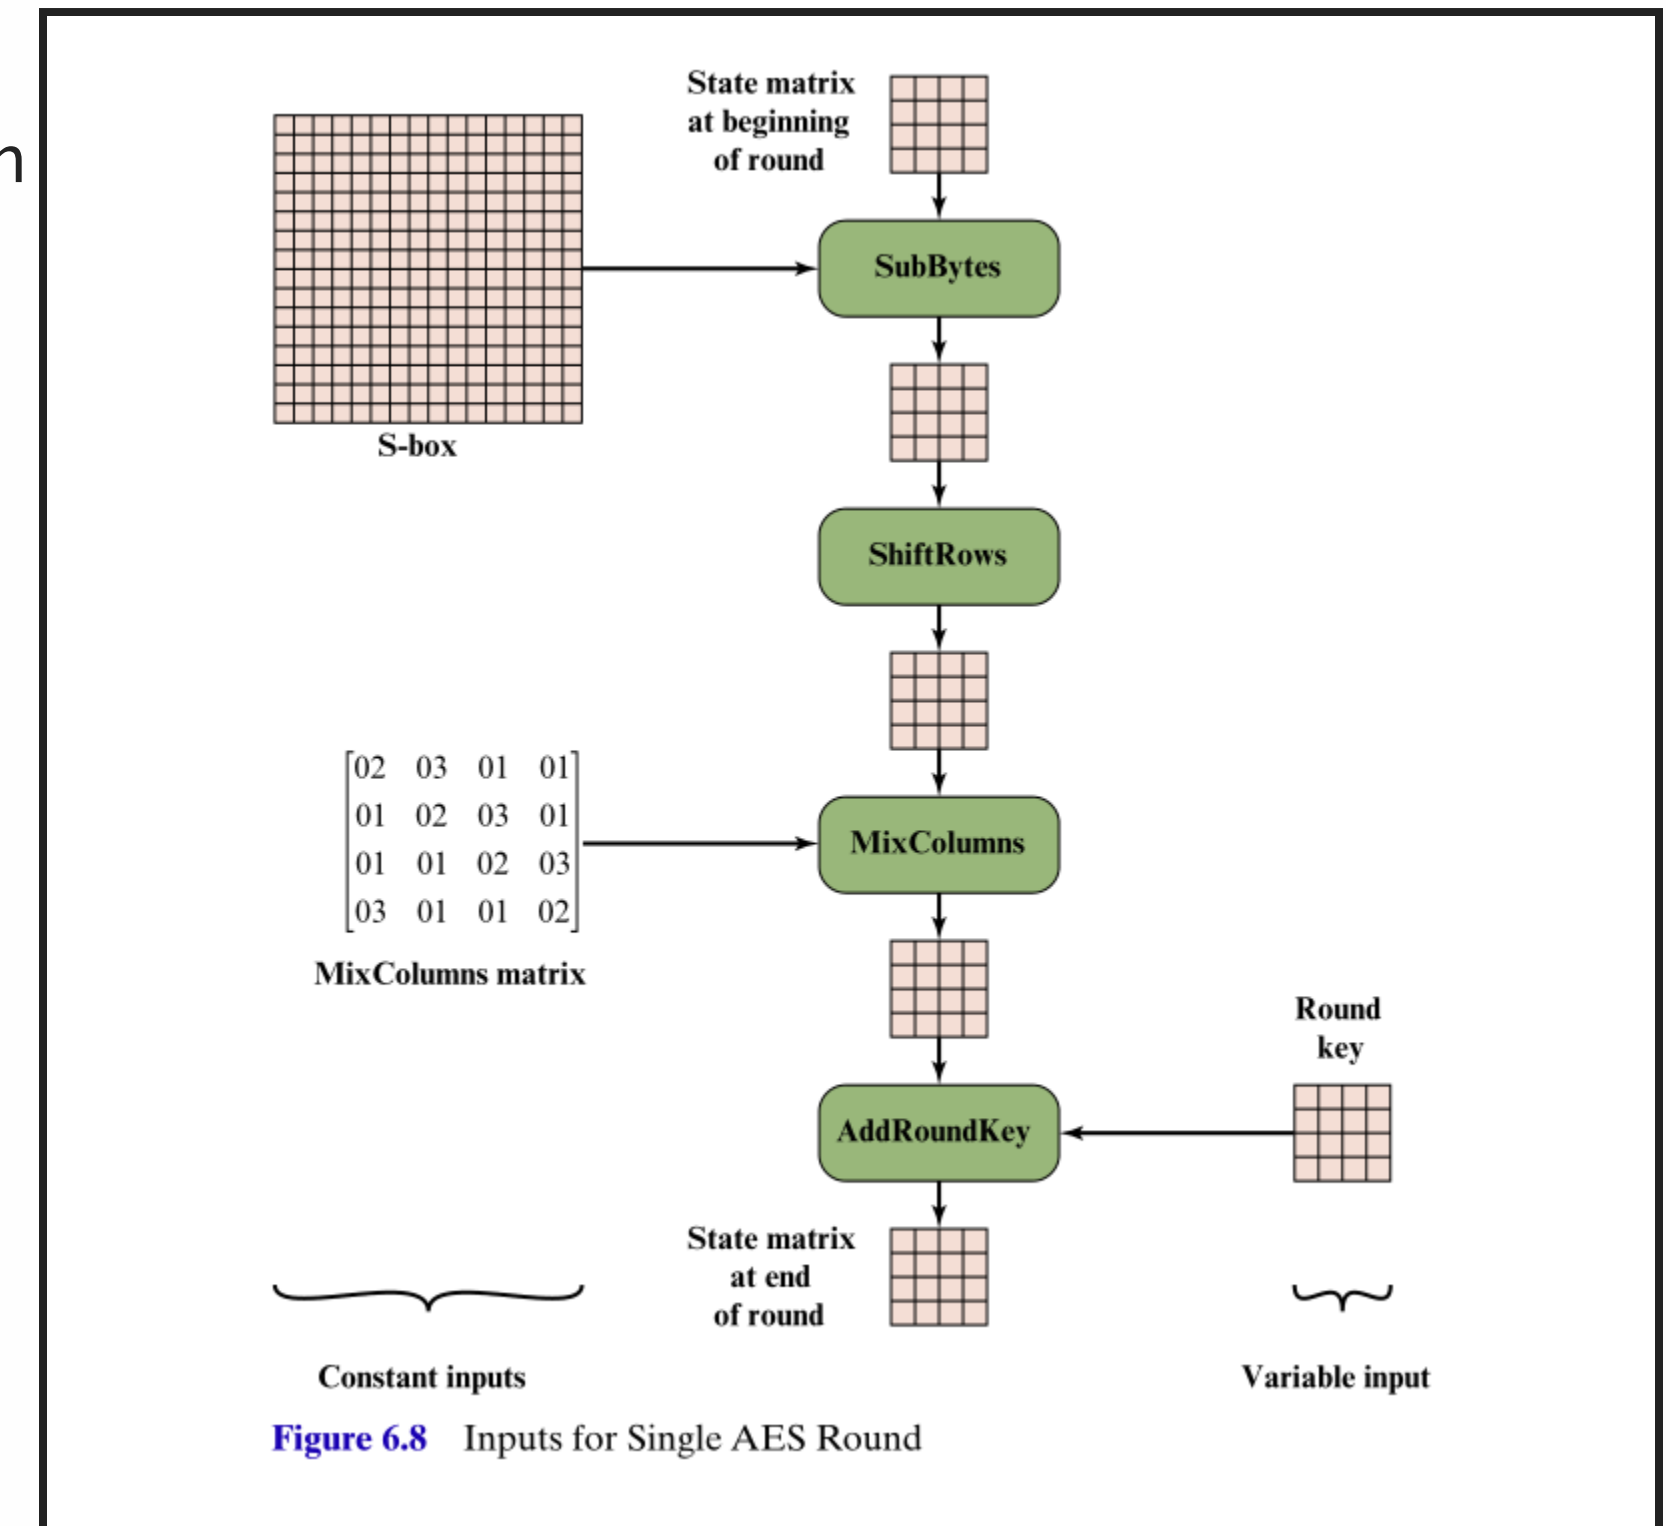 n
State matrix
at beginning
of round
SubBytes
S-box
ShiftRows
02 03 01 01
01 02 03 01
01 01 02 03
03 01 01 02
MixColumns
MixColumns matrix
Round
key
AddRoundKey
State matrix
at end
of round
Constant inputs
Variable input
Figure 6.8 Inputs for Single AES Round